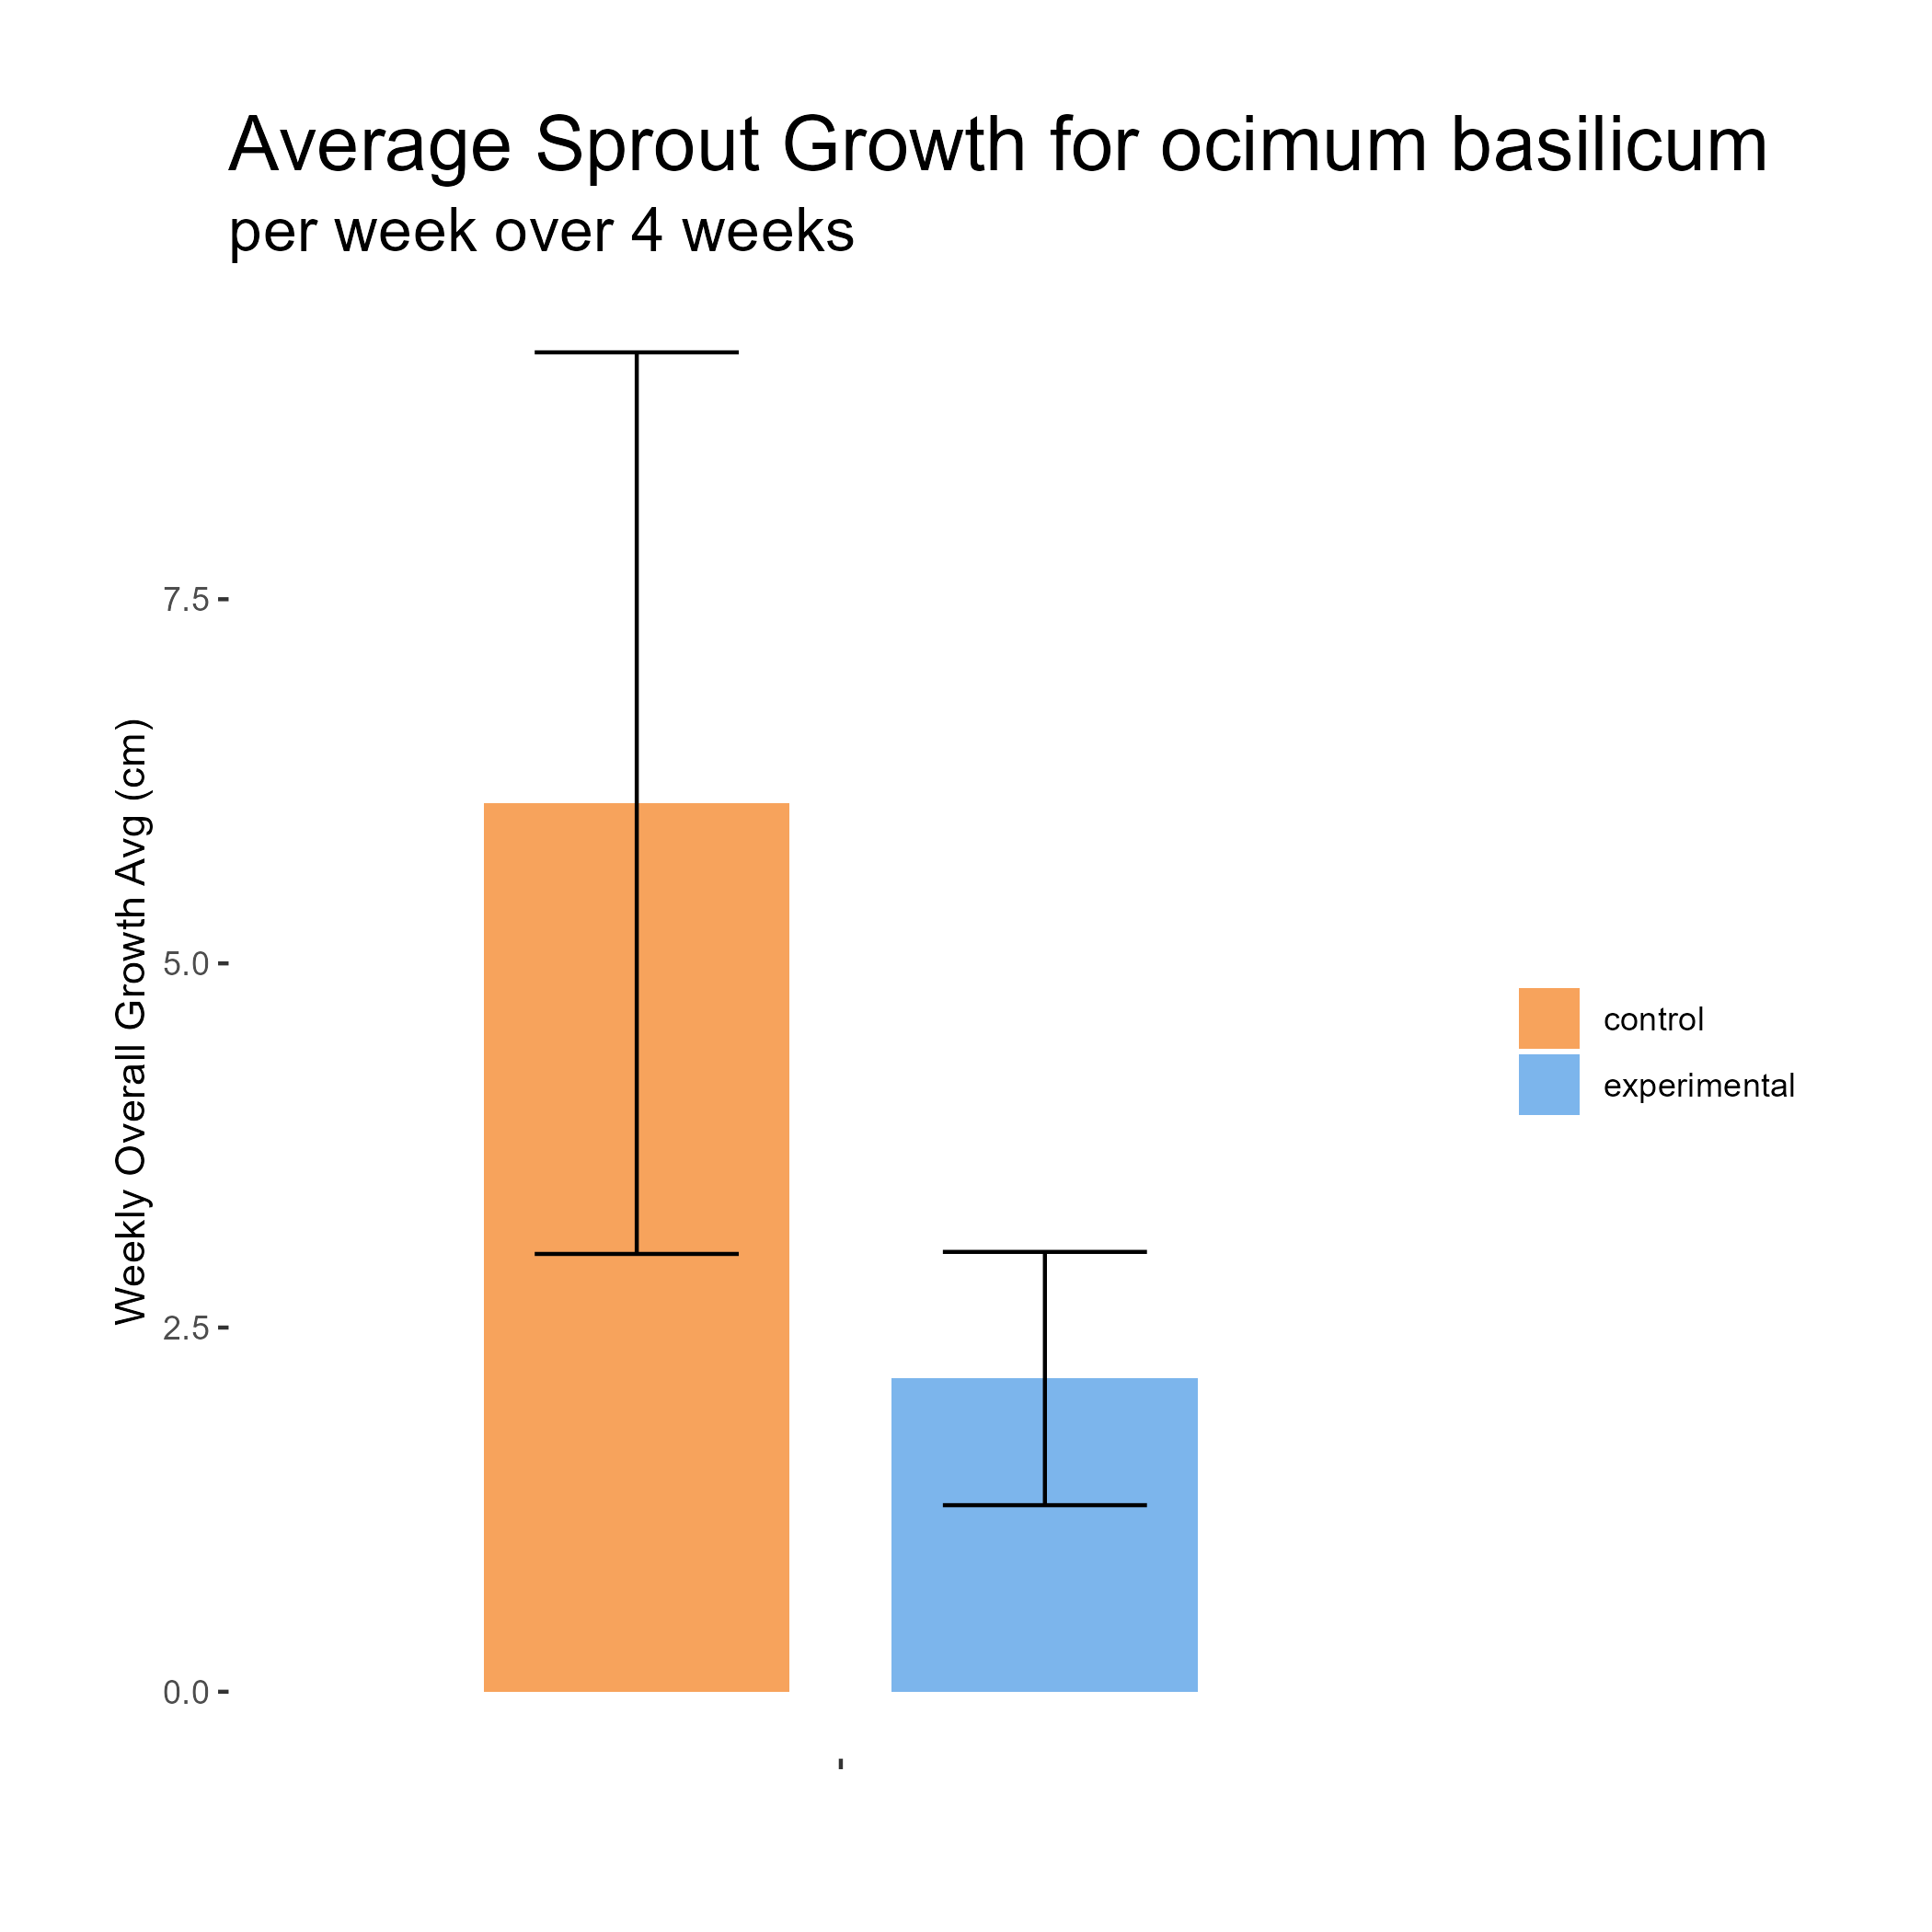 Average Sprout Growth for ocimum basilicum
per week over 4 weeks
Weekly Overall Growth Avg (cm)
7.5
5.0
2.5
0.0
control
experimental